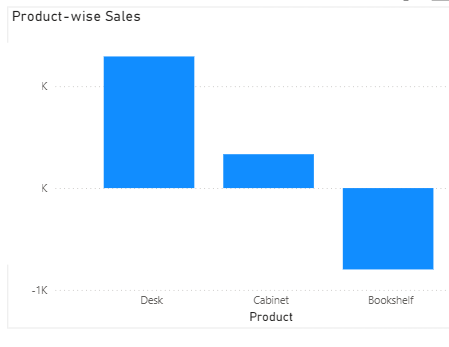 Product-wise Sales
K
K
-1K
Desk Cabinet Bookshelf
Product